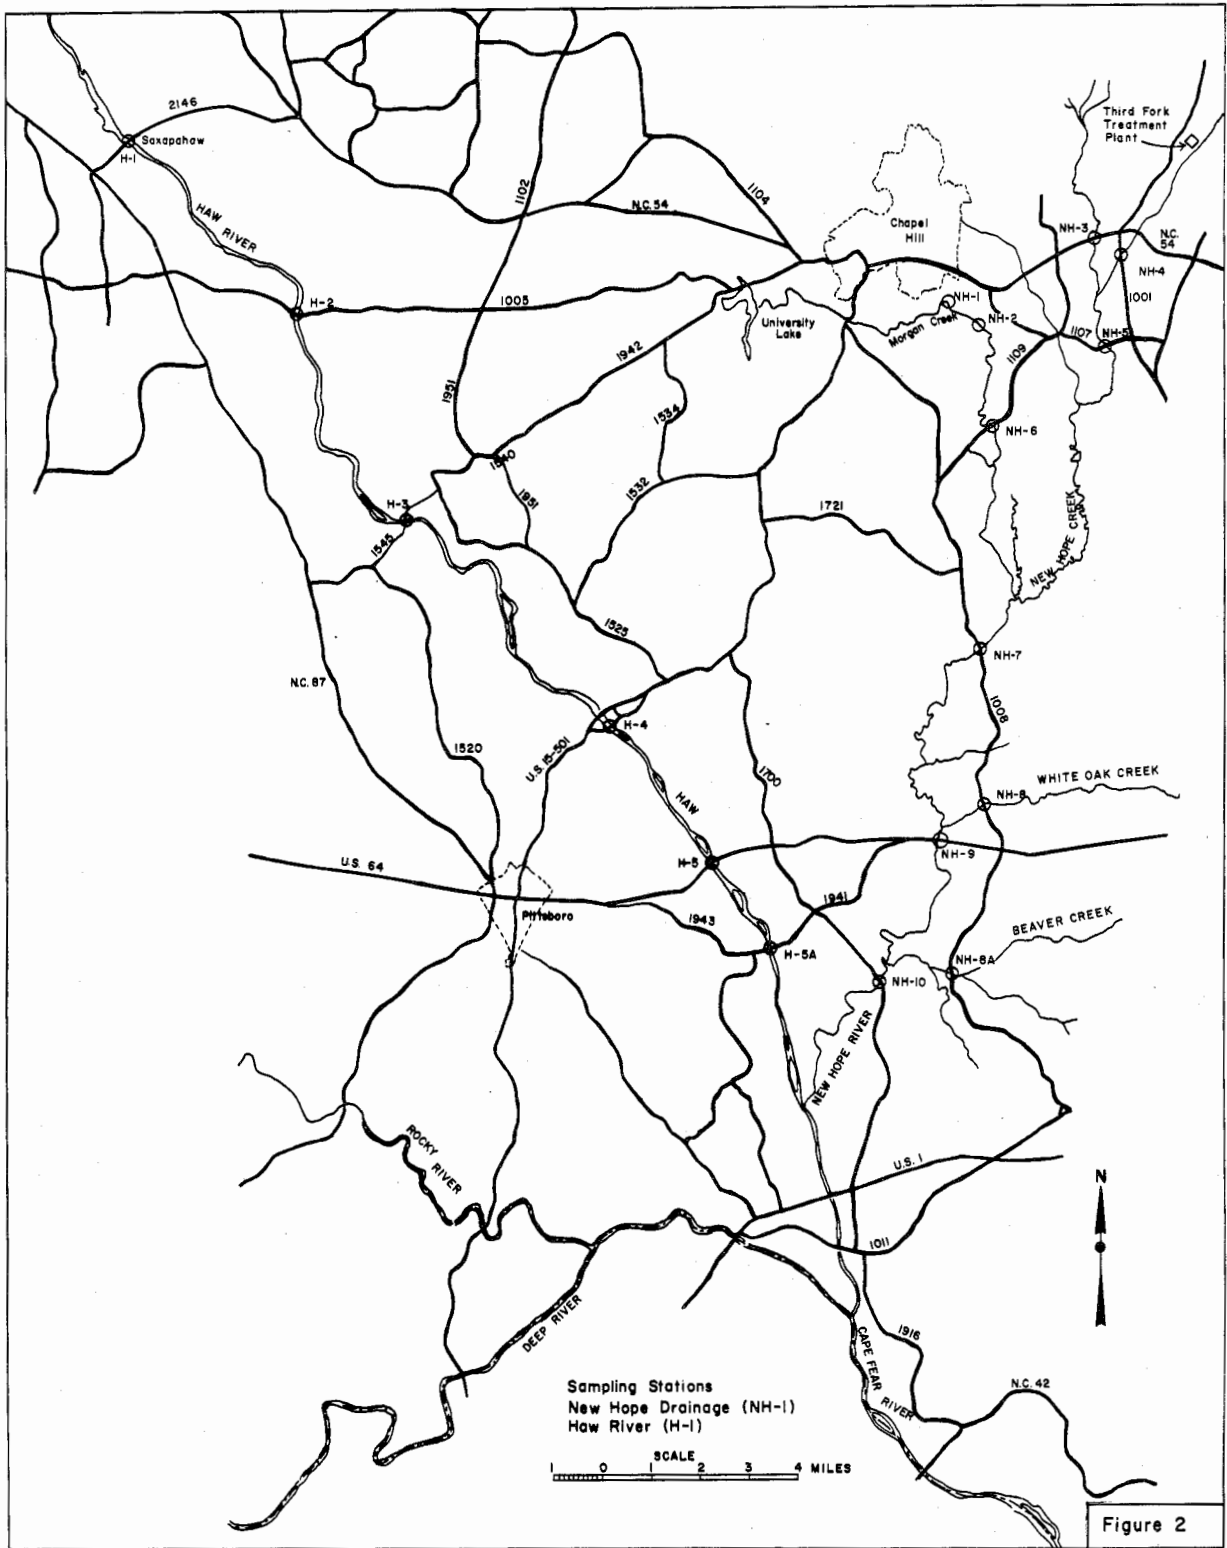 2146
Saxapahaw
H-1
HAW RIVER
1102
N.C. 54
1104
Chapel
Hill
Third Fork
Treatment
Plant
NH-3
N.C.
54
NH-4
1001
H-2
1005
University
Lake
Morgan Creek
NH-1
NH-2
1107
NH-5
1109
1942
1951
1534
NH-6
1540
1951
1532
H-3
1545
1721
NEW HOPE CREEK
1525
NH-7
N.C. 87
1008
H-4
1520
U.S. 15-501
1700
HAW
WHITE OAK CREEK
NH-8
U.S. 64
H-5
NH-9
Pittsboro
1943
1941
BEAVER CREEK
H-5A
NH-8A
NH-10
NEW HOPE RIVER
ROCKY
RIVER
U.S. 1
N
1011
DEEP RIVER
CAPE FEAR
RIVER
1916
N.C. 42
Sampling Stations
New Hope Drainage (NH-1)
Haw River (H-1)
SCALE
1 0 1 2 3 4 MILES
Figure 2